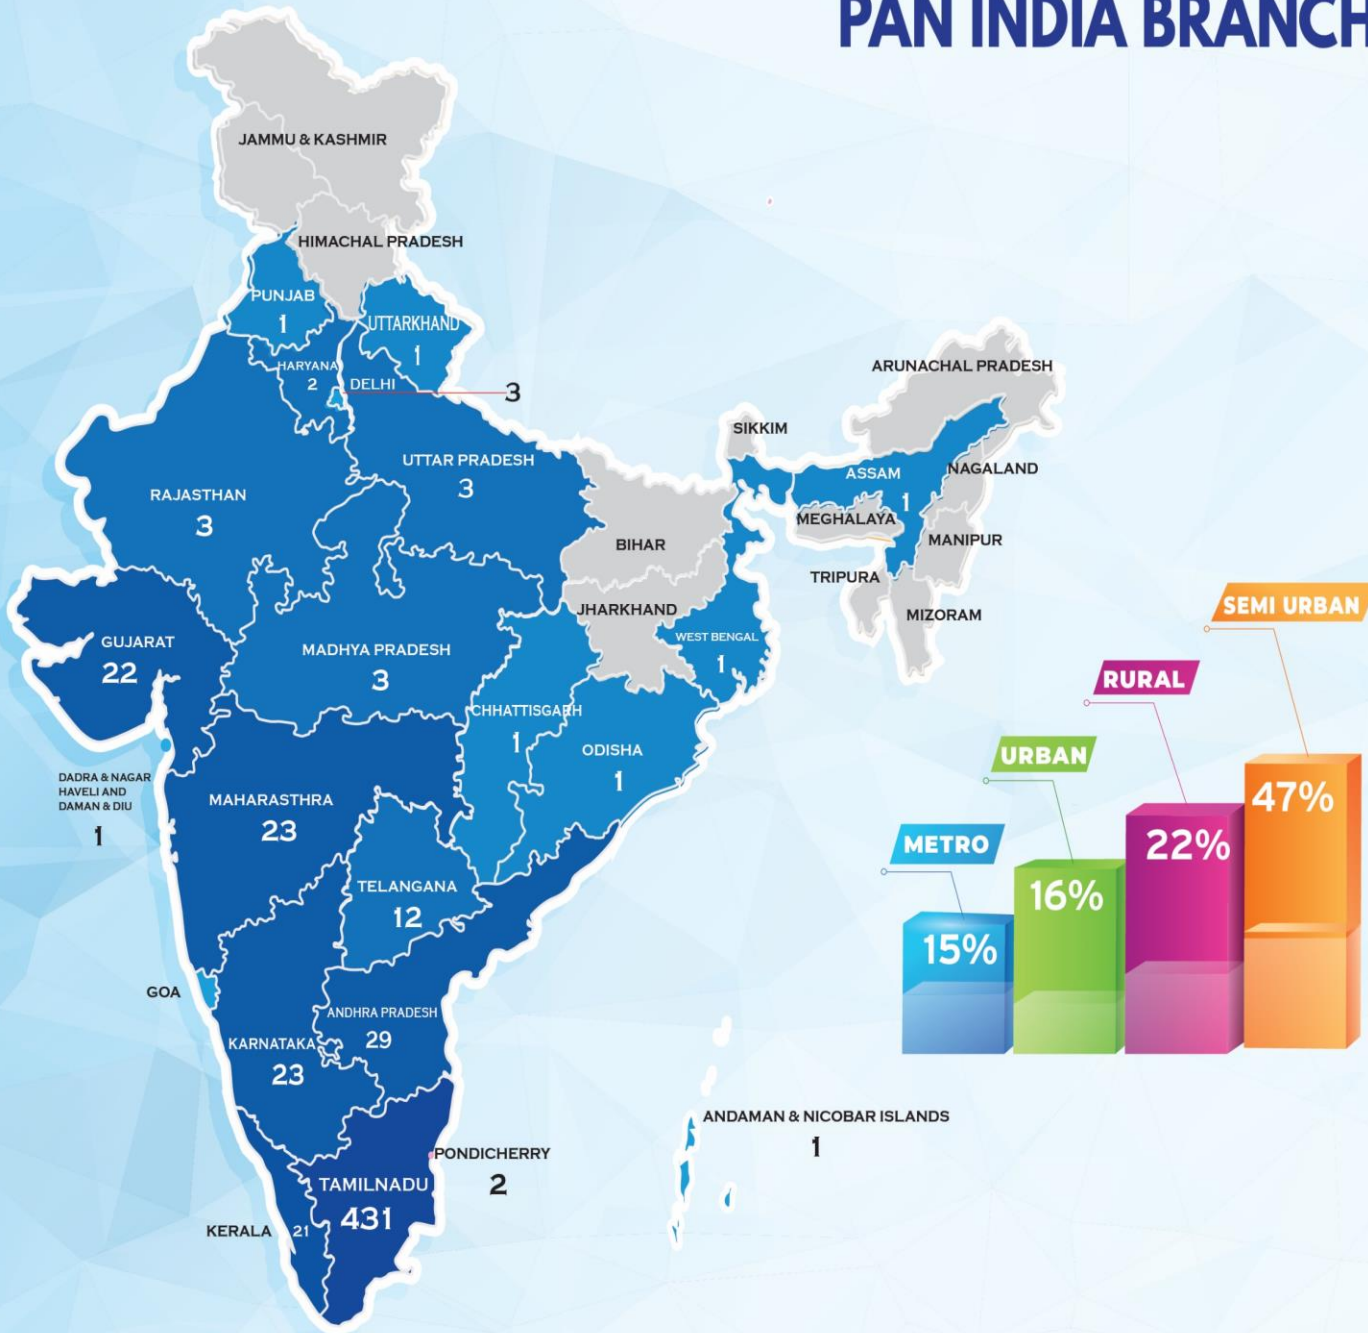 PAN INDIA BRANCH
JAMMU & KASHMIR
HIMACHAL PRADESH
PUNJAB
1
UTTARKHAND
1
HARYANA
2
DELHI
3
ARUNACHAL PRADESH
SIKKIM
UTTAR PRADESH
3
ASSAM
1
NAGALAND
RAJASTHAN
3
MEGHALAYA
MANIPUR
BIHAR
TRIPURA
JHARKHAND
MIZORAM
GUJARAT
22
MADHYA PRADESH
3
WEST BENGAL
1
CHHATTISGARH
1
ODISHA
1
DADRA & NAGAR
HAVELI AND
DAMAN & DIU
1
MAHARASTHRA
23
TELANGANA
12
GOA
ANDHRA PRADESH
29
KARNATAKA
23
ANDAMAN & NICOBAR ISLANDS
1
PONDICHERRY
2
TAMILNADU
431
KERALA 21
SEMI URBAN
47%
RURAL
22%
URBAN
16%
METRO
15%